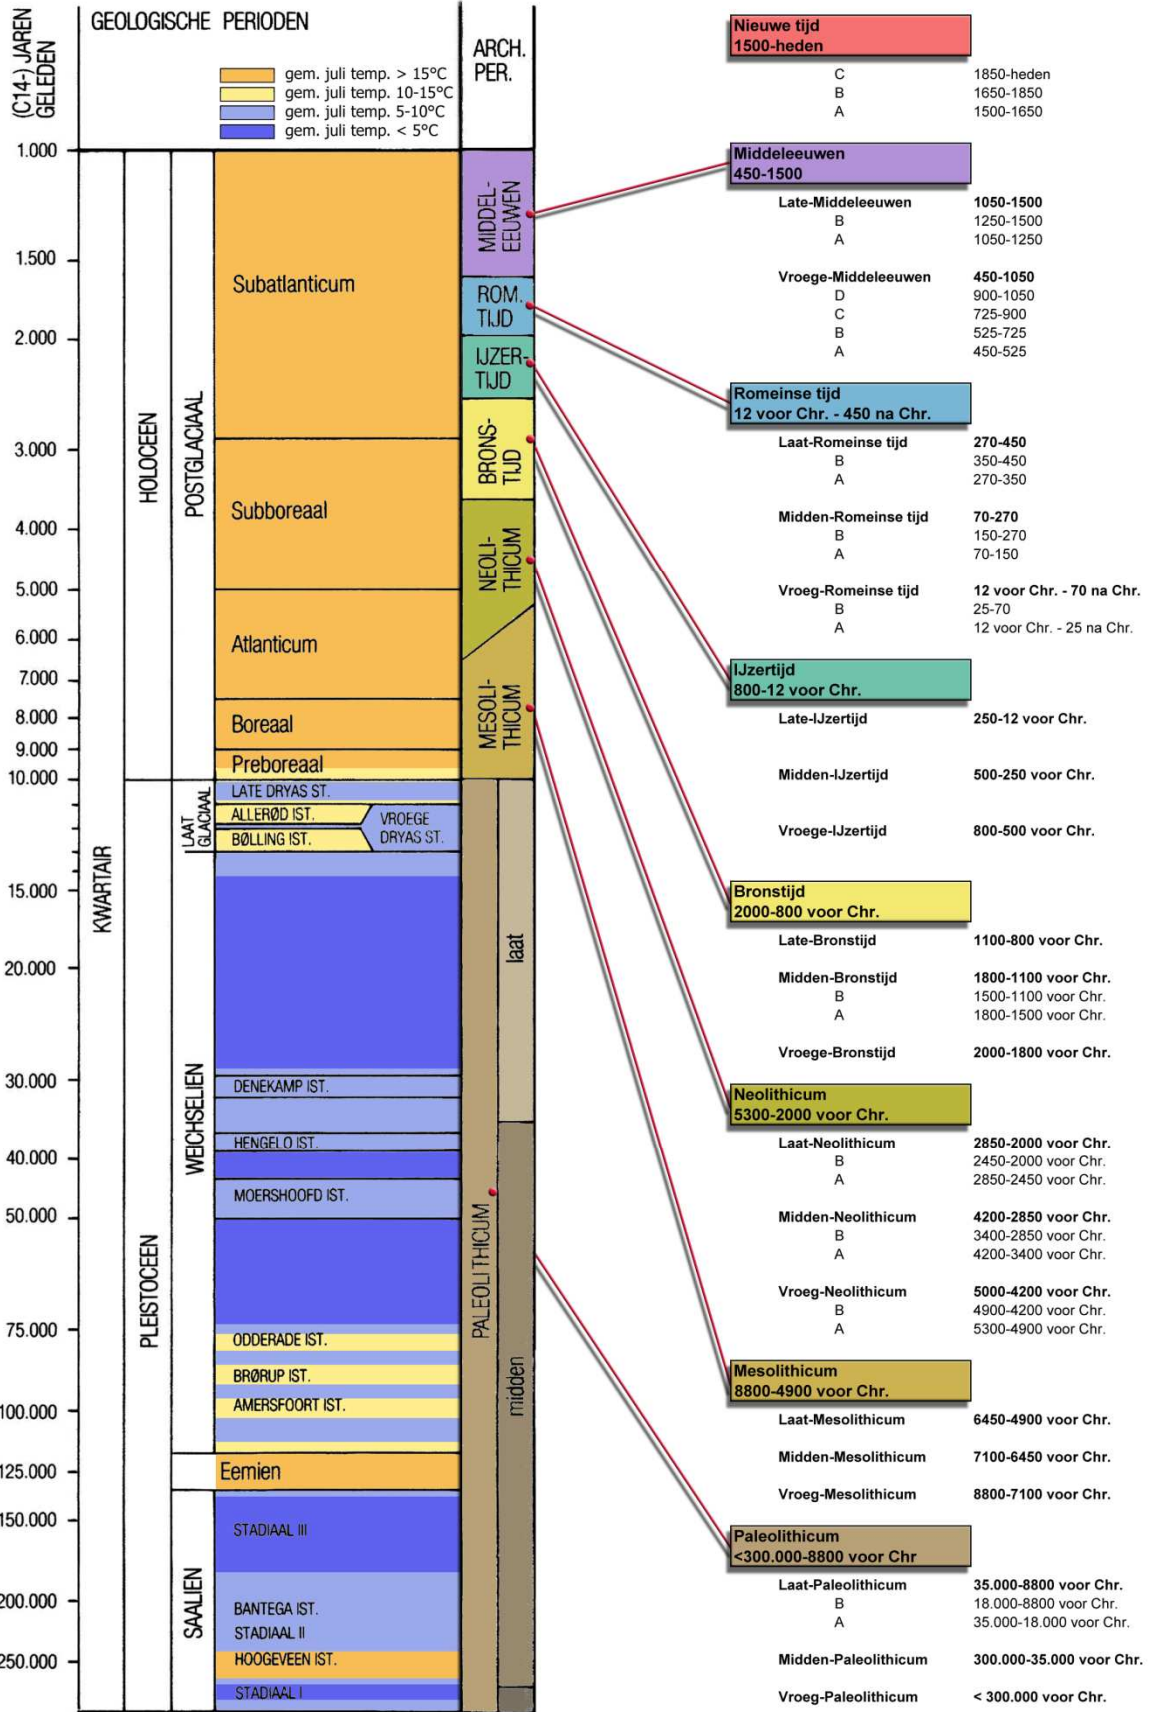 (C14-) JAREN
GELEDEN
GEOLOGISCHE PERIODEN
gem. juli temp. > 15°C
gem. juli temp. 10-15°C
gem. juli temp. 5-10°C
gem. juli temp. < 5°C
ARCH.
PER.
1.000
1.500
2.000
3.000
4.000
5.000
6.000
7.000
8.000
9.000
10.000
15.000
20.000
30.000
40.000
50.000
75.000
100.000
125.000
150.000
200.000
250.000
KWARTAIR
HOLOCEEN
PLEISTOCEEN
POSTGLACIAAL
LAAT
GLACIAAL
WEICHSELIEN
SAALIEN
Subatlanticum
Subboreaal
Atlanticum
Boreaal
Preboreaal
LATE DRYAS ST.
ALLERØD IST.
VROEGE
DRYAS ST.
BØLLING IST.
DENEKAMP IST.
HENGELO IST.
MOERSHOOFD IST.
ODDERADE IST.
BRØRUP IST.
AMERSFOORT IST.
Eemien
STADIAAL III
BANTEGA IST.
STADIAAL II
HOOGEVEEN IST.
STADIAAL I
MIDDEL-
EEUWEN
ROM.
TIJD
IJZER-
TIJD
BRONS-
TIJD
NEOLI-
THICUM
MESOLI-
THICUM
PALEOLITHICUM
laat
midden
Nieuwe tijd
1500-heden
C 1850-heden
B 1650-1850
A 1500-1650
Middeleeuwen
450-1500
Late-Middeleeuwen 1050-1500
B 1250-1500
A 1050-1250
Vroege-Middeleeuwen 450-1050
D 900-1050
C 725-900
B 525-725
A 450-525
Romeinse tijd
12 voor Chr. - 450 na Chr.
Laat-Romeinse tijd 270-450
B 350-450
A 270-350
Midden-Romeinse tijd 70-270
B 150-270
A 70-150
Vroeg-Romeinse tijd 12 voor Chr. - 70 na Chr.
B 25-70
A 12 voor Chr. - 25 na Chr.
IJzertijd
800-12 voor Chr.
Late-IJzertijd 250-12 voor Chr.
Midden-IJzertijd 500-250 voor Chr.
Vroege-IJzertijd 800-500 voor Chr.
Bronstijd
2000-800 voor Chr.
Late-Bronstijd 1100-800 voor Chr.
Midden-Bronstijd 1800-1100 voor Chr.
B 1500-1100 voor Chr.
A 1800-1500 voor Chr.
Vroege-Bronstijd 2000-1800 voor Chr.
Neolithicum
5300-2000 voor Chr.
Laat-Neolithicum 2850-2000 voor Chr.
B 2450-2000 voor Chr.
A 2850-2450 voor Chr.
Midden-Neolithicum 4200-2850 voor Chr.
B 3400-2850 voor Chr.
A 4200-3400 voor Chr.
Vroeg-Neolithicum 5000-4200 voor Chr.
B 4900-4200 voor Chr.
A 5300-4900 voor Chr.
Mesolithicum
8800-4900 voor Chr.
Laat-Mesolithicum 6450-4900 voor Chr.
Midden-Mesolithicum 7100-6450 voor Chr.
Vroeg-Mesolithicum 8800-7100 voor Chr.
Paleolithicum
<300.000-8800 voor Chr
Laat-Paleolithicum 35.000-8800 voor Chr.
B 18.000-8800 voor Chr.
A 35.000-18.000 voor Chr.
Midden-Paleolithicum 300.000-35.000 voor Chr.
Vroeg-Paleolithicum < 300.000 voor Chr.